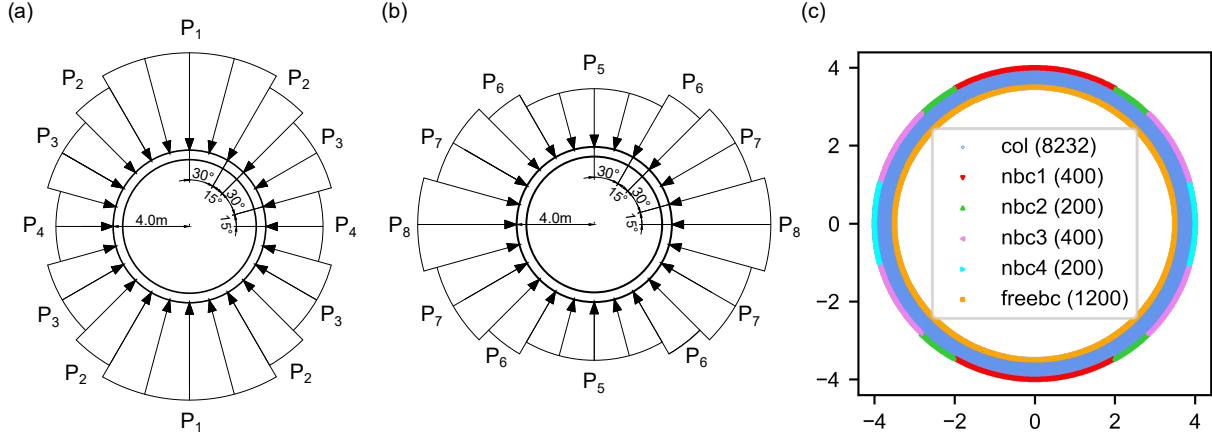 (a)
P1
P2
P2
P3
P3
P4
P4
P3
P3
P2
P2
P1
30°
15°
30°
15°
4.0m
(b)
P5
P6
P6
P7
P7
P8
P8
P7
P7
P6
P6
P5
30°
15°
30°
15°
4.0m
(c)
4
2
0
−2
−4
−4
−2
0
2
4
col (8232)
nbc1 (400)
nbc2 (200)
nbc3 (400)
nbc4 (200)
freebc (1200)